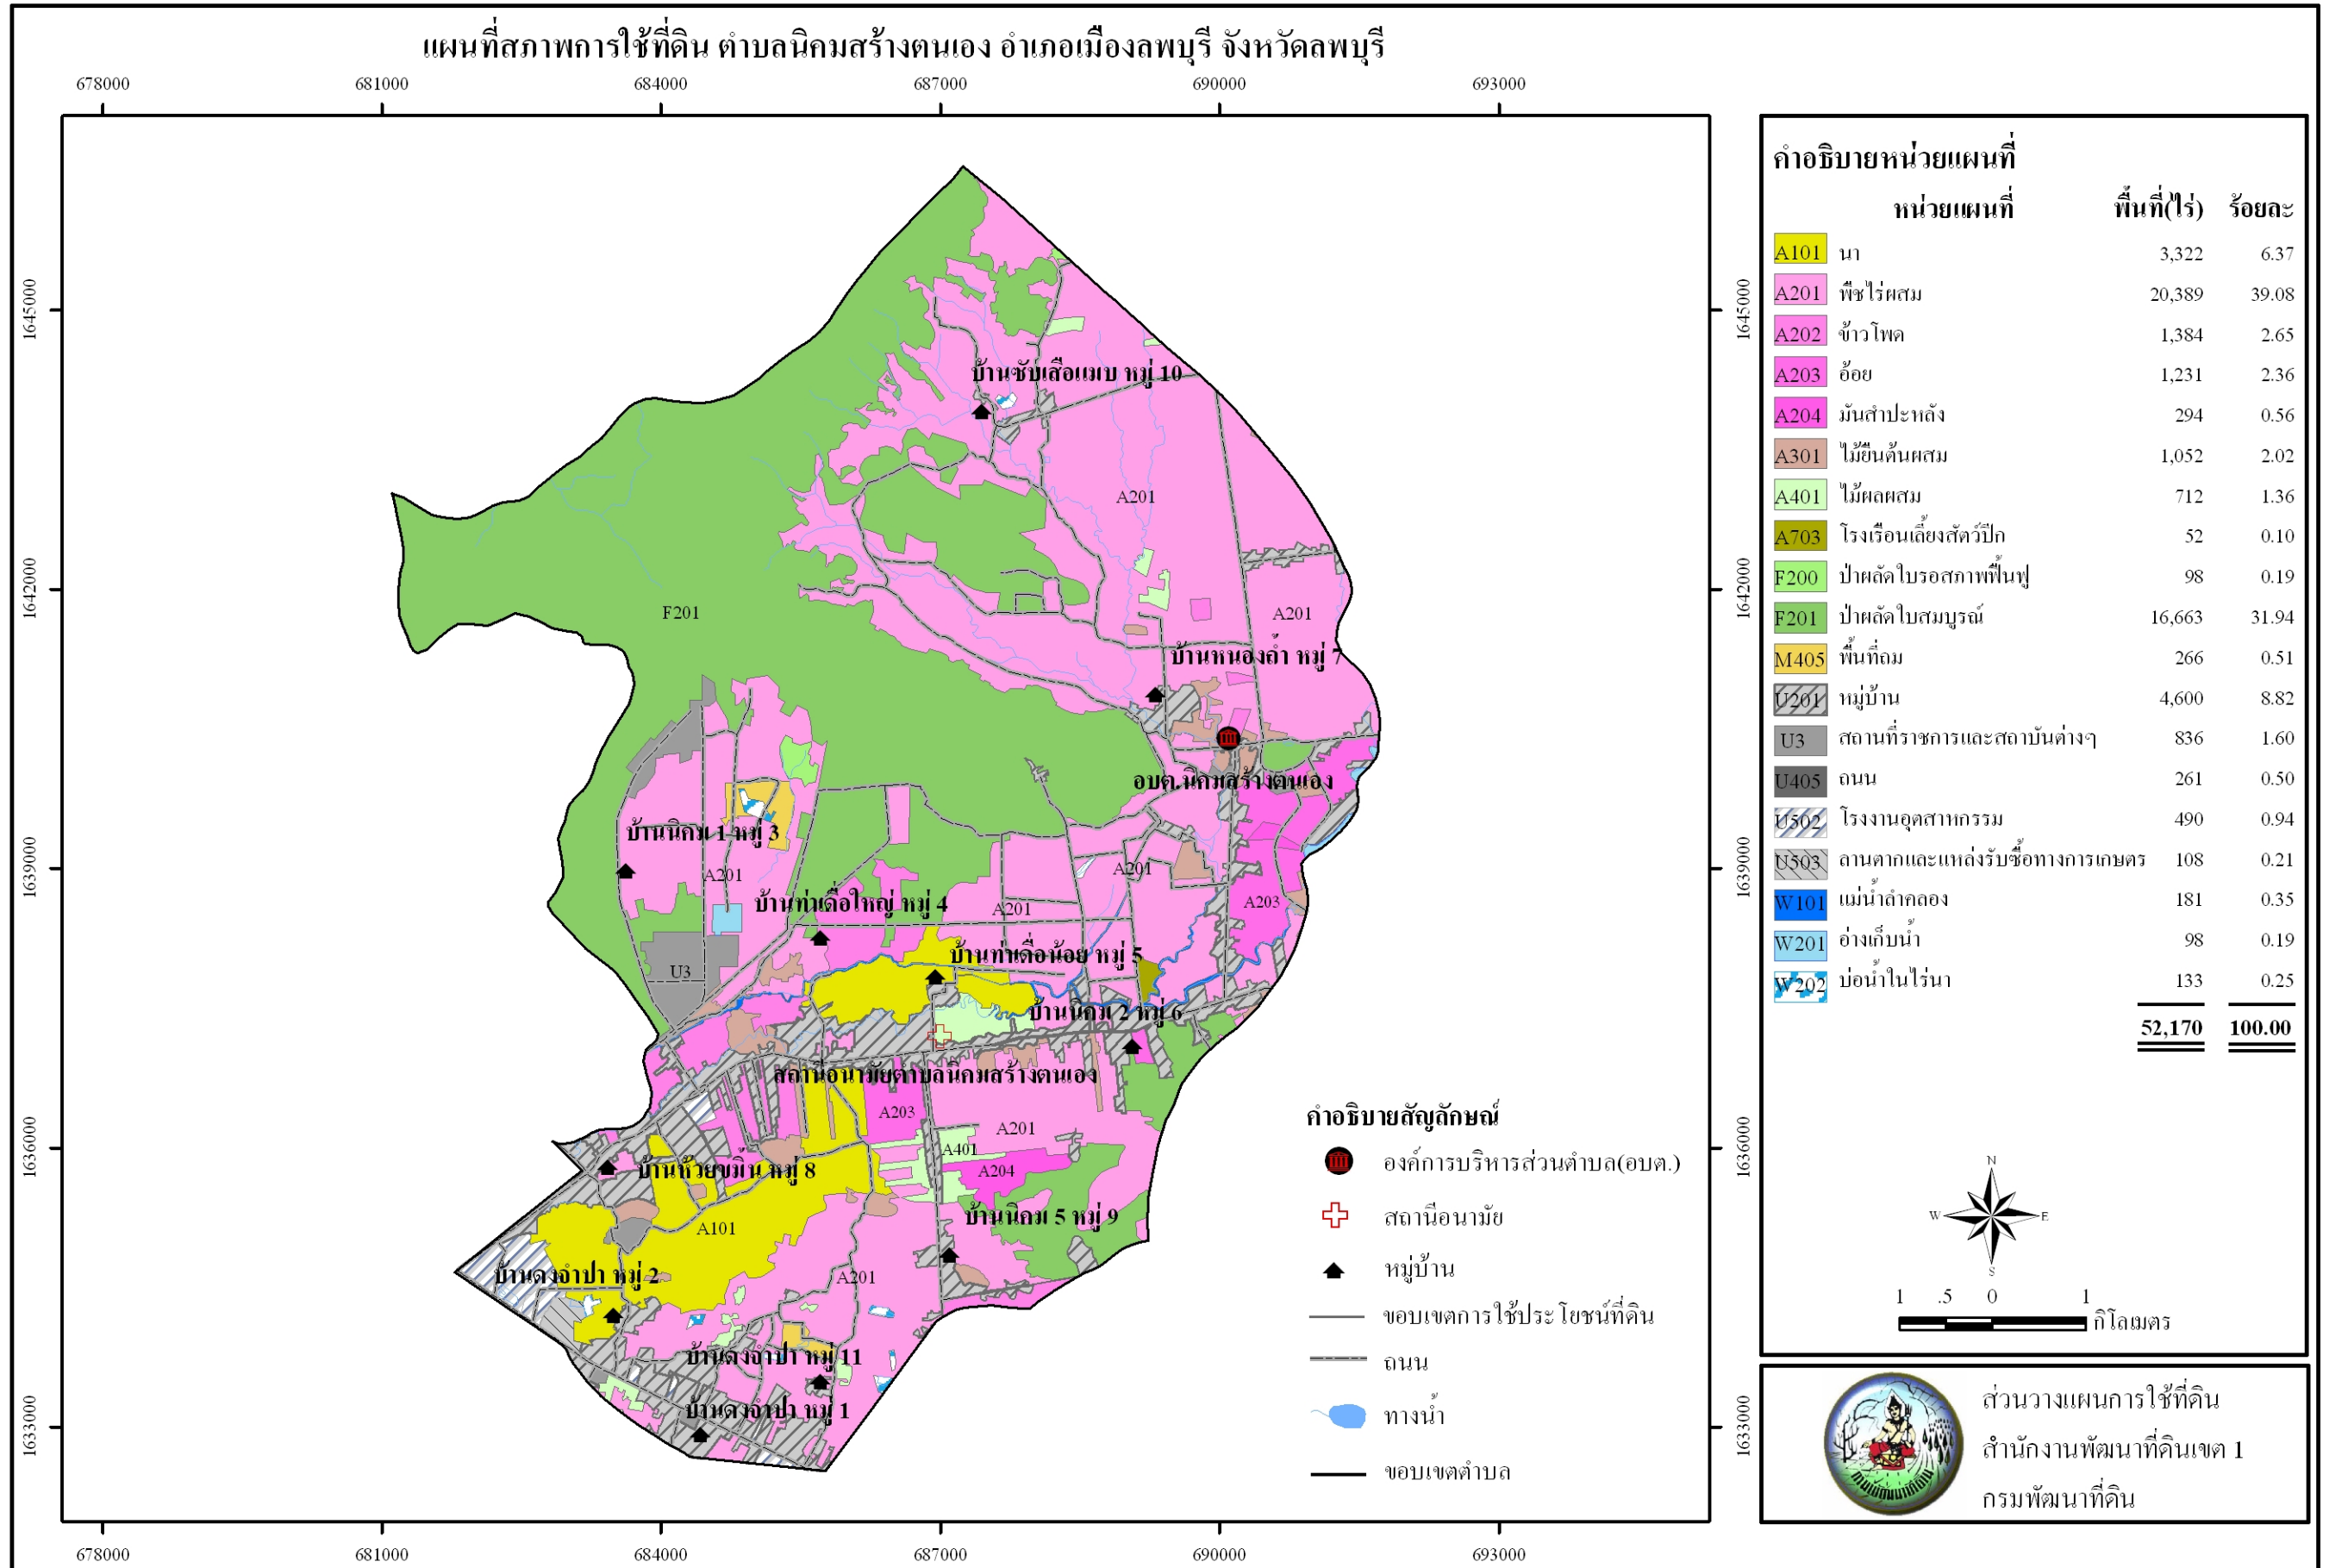 แผนที่สภาพการใช้ที่ดิน ตำบลนิคมสร้างตนเอง อำเภอเมืองลพบุรี จังหวัดลพบุรี
678000 681000 684000 687000 690000 693000
1645000
1642000
1639000
1636000
1633000
บ้านซับเสือแมบ หมู่ 10
A201
A201
F201
บ้านหนองถ้ำ หมู่ 7
อบต.นิคมสร้างตนเอง
บ้านนิคม 1 หมู่ 3
A201
A201
บ้านท่าเดื่อใหญ่ หมู่ 4
A201
A203
บ้านท่าเดื่อน้อย หมู่ 5
U3
บ้านนิคม 2 หมู่ 6
สถานีอนามัยตำบลนิคมสร้างตนเอง
A203
A201
A401
A204
บ้านห้วยขมิ้น หมู่ 8
บ้านนิคม 5 หมู่ 9
A101
A201
บ้านดงจำปา หมู่ 2
บ้านดงจำปา หมู่ 11
บ้านดงจำปา หมู่ 1
คำอธิบายสัญลักษณ์
องค์การบริหารส่วนตำบล(อบต.)
สถานีอนามัย
หมู่บ้าน
ขอบเขตการใช้ประโยชน์ที่ดิน
ถนน
ทางน้ำ
ขอบเขตตำบล
1645000
1642000
1639000
1636000
1633000
678000 681000 684000 687000 690000 693000
คำอธิบายหน่วยแผนที่
หน่วยแผนที่ พื้นที่(ไร่) ร้อยละ
A101 นา 3,322 6.37
A201 พืชไร่ผสม 20,389 39.08
A202 ข้าวโพด 1,384 2.65
A203 อ้อย 1,231 2.36
A204 มันสำปะหลัง 294 0.56
A301 ไม้ยืนต้นผสม 1,052 2.02
A401 ไม้ผลผสม 712 1.36
A703 โรงเรือนเลี้ยงสัตว์ปีก 52 0.10
F200 ป่าผลัดใบรอสภาพฟื้นฟู 98 0.19
F201 ป่าผลัดใบสมบูรณ์ 16,663 31.94
M405 พื้นที่ถม 266 0.51
U201 หมู่บ้าน 4,600 8.82
U3 สถานที่ราชการและสถาบันต่างๆ 836 1.60
U405 ถนน 261 0.50
U502 โรงงานอุตสาหกรรม 490 0.94
U503 ลานตากและแหล่งรับซื้อทางการเกษตร 108 0.21
W101 แม่น้ำลำคลอง 181 0.35
W201 อ่างเก็บน้ำ 98 0.19
W202 บ่อน้ำในไร่นา 133 0.25
52,170 100.00
N
W E
S
1 .5 0 1
กิโลเมตร
กรมพัฒนาที่ดิน
ส่วนวางแผนการใช้ที่ดิน
สำนักงานพัฒนาที่ดินเขต 1
กรมพัฒนาที่ดิน